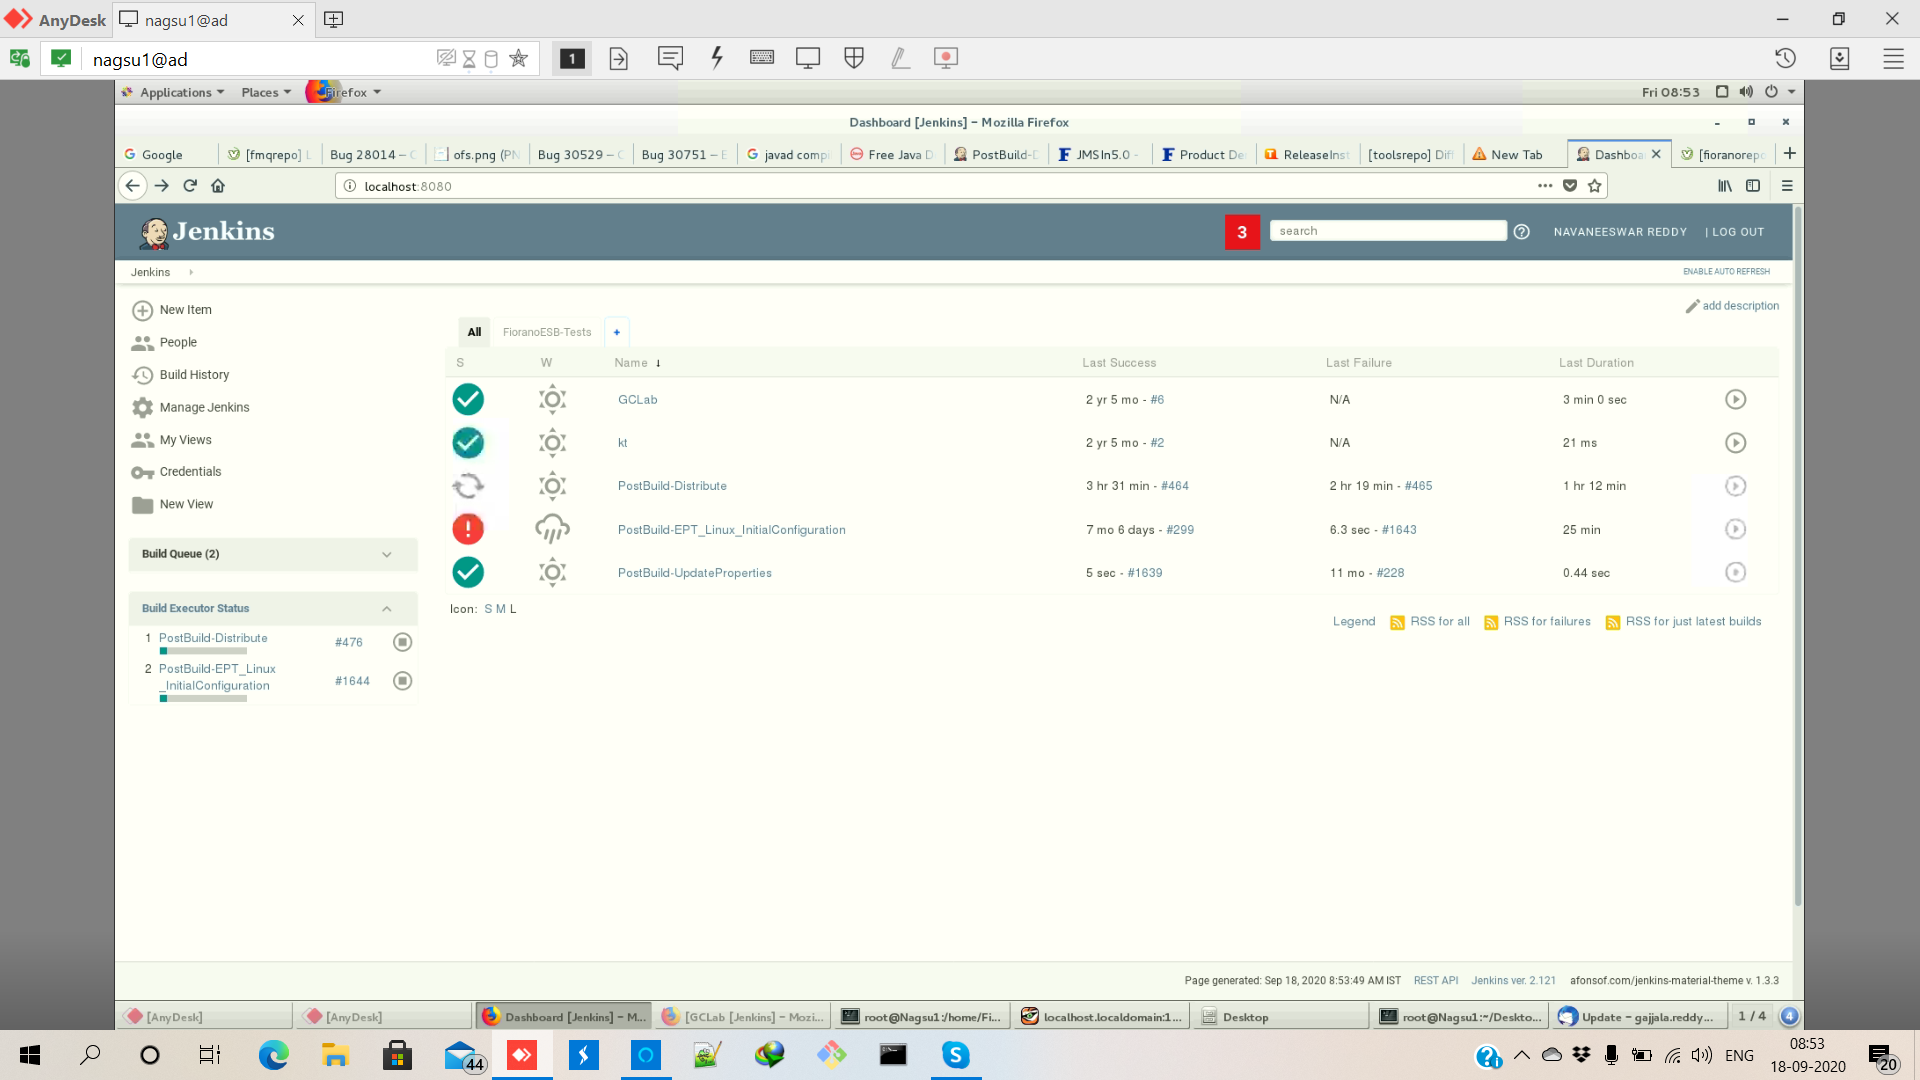 AnyDesk nagsu1@ad
nagsu1@ad 1
Applications Places Firefox Fri 08:53
Dashboard [Jenkins] – Mozilla Firefox
Google [fmqrepo] Bug 28014 – ofs.png (PN Bug 30529 – Bug 30751 – javad comp Free Java D PostBuild-D JMSIn5.0 - Product De ReleaseInst [toolsrepo] Dif New Tab Dashboa [fioranorepo
localhost:8080
Jenkins 3 search NAVANEESWAR REDDY | LOG OUT
Jenkins ENABLE AUTO REFRESH
New Item
People
Build History
Manage Jenkins
My Views
Credentials
New View
Build Queue (2)
Build Executor Status
1 PostBuild-Distribute #476
2 PostBuild-EPT_Linux
_InitialConfiguration #1644
add description
All FioranoESB-Tests +
S W Name ↓ Last Success Last Failure Last Duration
GCLab 2 yr 5 mo - #6 N/A 3 min 0 sec
kt 2 yr 5 mo - #2 N/A 21 ms
PostBuild-Distribute 3 hr 31 min - #464 2 hr 19 min - #465 1 hr 12 min
PostBuild-EPT_Linux_InitialConfiguration 7 mo 6 days - #299 6.3 sec - #1643 25 min
PostBuild-UpdateProperties 5 sec - #1639 11 mo - #228 0.44 sec
Icon: S M L
Legend RSS for all RSS for failures RSS for just latest builds
Page generated: Sep 18, 2020 8:53:49 AM IST REST API Jenkins ver. 2.121 afonsof.com/jenkins-material-theme v. 1.3.3
[AnyDesk] [AnyDesk] Dashboard [Jenkins] – M... [GCLab [Jenkins] – Mozi... root@Nagsu1:/home/Fi... localhost.localdomain:1... Desktop root@Nagsu1:~/Deskto... Update – gajjala.reddy... 1 / 4 4
44 ENG 08:53
18-09-2020 20